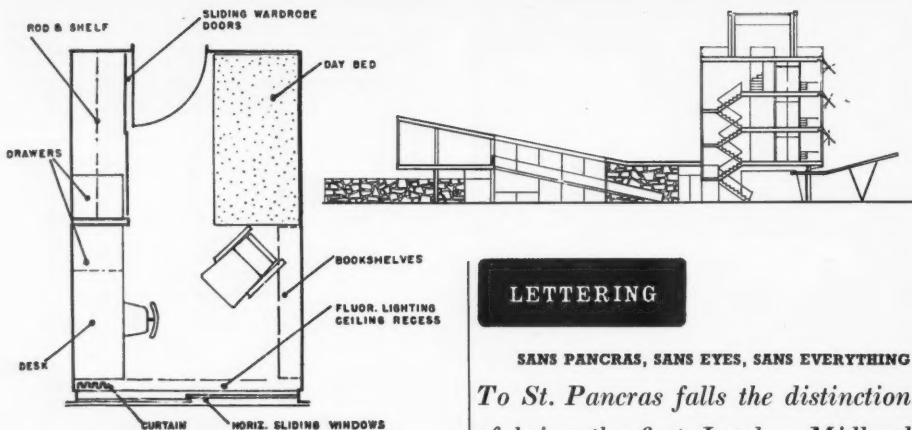 ROD & SHELF
SLIDING WARDROBE
DOORS
DAY BED
DRAWERS
BOOKSHELVES
FLUOR. LIGHTING
CEILING RECESS
DESK
CURTAIN
HORIZ. SLIDING WINDOWS
LETTERING
SANS PANCRAS, SANS EYES, SANS EVERYTHING
To St. Pancras falls the distinction